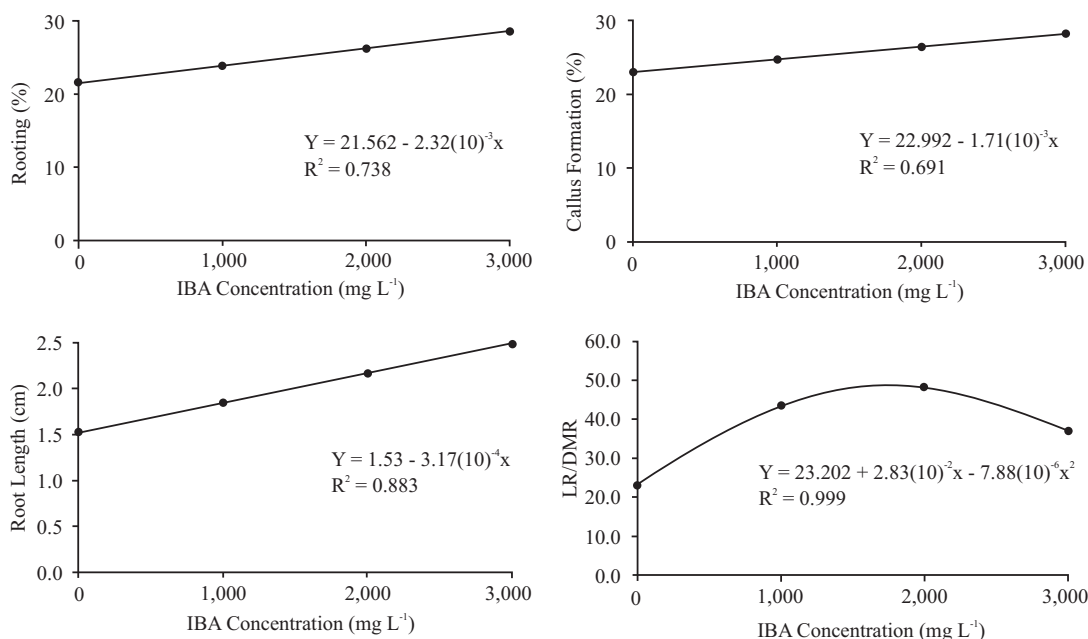 Rooting (%)
30
20
10
0
Y = 21.562 - 2.32(10)⁻³x
R² = 0.738
0 1,000 2,000 3,000
IBA Concentration (mg L⁻¹)
Callus Formation (%)
30
20
10
0
Y = 22.992 - 1.71(10)⁻³x
R² = 0.691
0 1,000 2,000 3,000
IBA Concentration (mg L⁻¹)
Root Length (cm)
2.5
2.0
1.5
1.0
0.5
0.0
Y = 1.53 - 3.17(10)⁻⁴x
R² = 0.883
0 1,000 2,000 3,000
IBA Concentration (mg L⁻¹)
LR/DMR
60.0
50.0
40.0
30.0
20.0
10.0
0.0
Y = 23.202 + 2.83(10)⁻²x - 7.88(10)⁻⁶x²
R² = 0.999
0 1,000 2,000 3,000
IBA Concentration (mg L⁻¹)